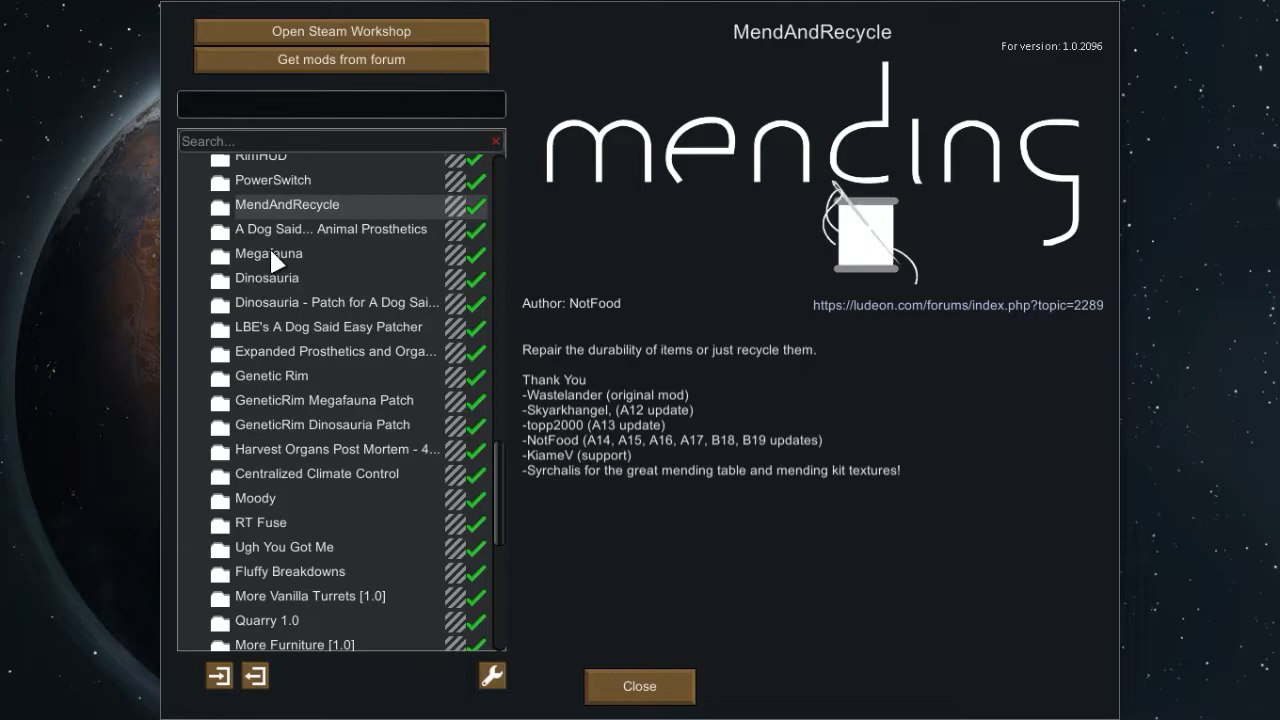 Open Steam Workshop
Get mods from forum
Search...
RimHUD
PowerSwitch
MendAndRecycle
A Dog Said... Animal Prosthetics
Megafauna
Dinosauria
Dinosauria - Patch for A Dog Sai...
LBE's A Dog Said Easy Patcher
Expanded Prosthetics and Orga...
Genetic Rim
GeneticRim Megafauna Patch
GeneticRim Dinosauria Patch
Harvest Organs Post Mortem - 4...
Centralized Climate Control
Moody
RT Fuse
Ugh You Got Me
Fluffy Breakdowns
More Vanilla Turrets [1.0]
Quarry 1.0
More Furniture [1.0]
MendAndRecycle
For version: 1.0.2096
mending
Author: NotFood
https://ludeon.com/forums/index.php?topic=2289
Repair the durability of items or just recycle them.
Thank You
-Wastelander (original mod)
-Skyarkhangel, (A12 update)
-topp2000 (A13 update)
-NotFood (A14, A15, A16, A17, B18, B19 updates)
-KiameV (support)
-Syrchalis for the great mending table and mending kit textures!
Close